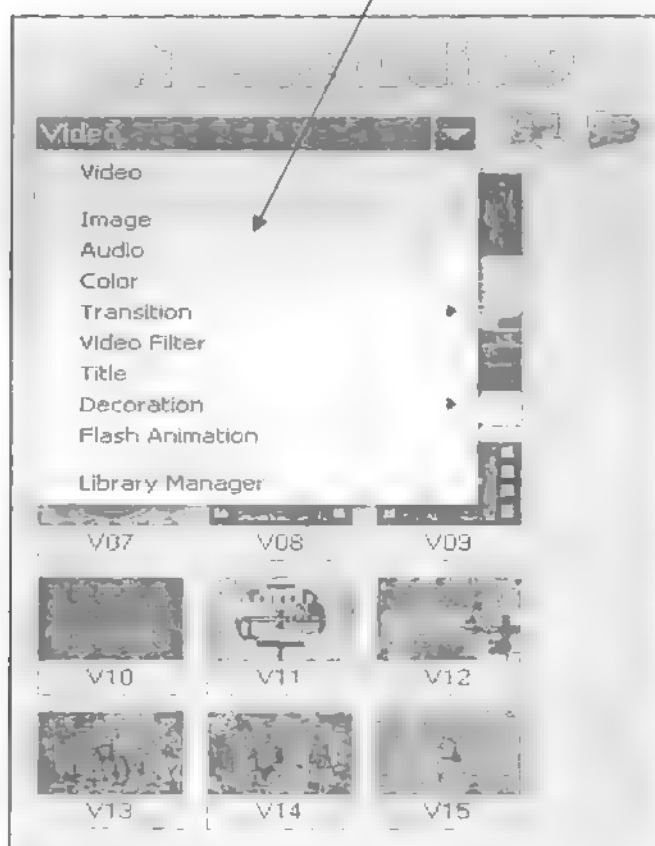 Video
Video
Image
Audio
Color
Transition
Video Filter
Title
Decoration
Flash Animation
Library Manager
V07 V08 V09
V10 V11 V12
V13 V14 V15